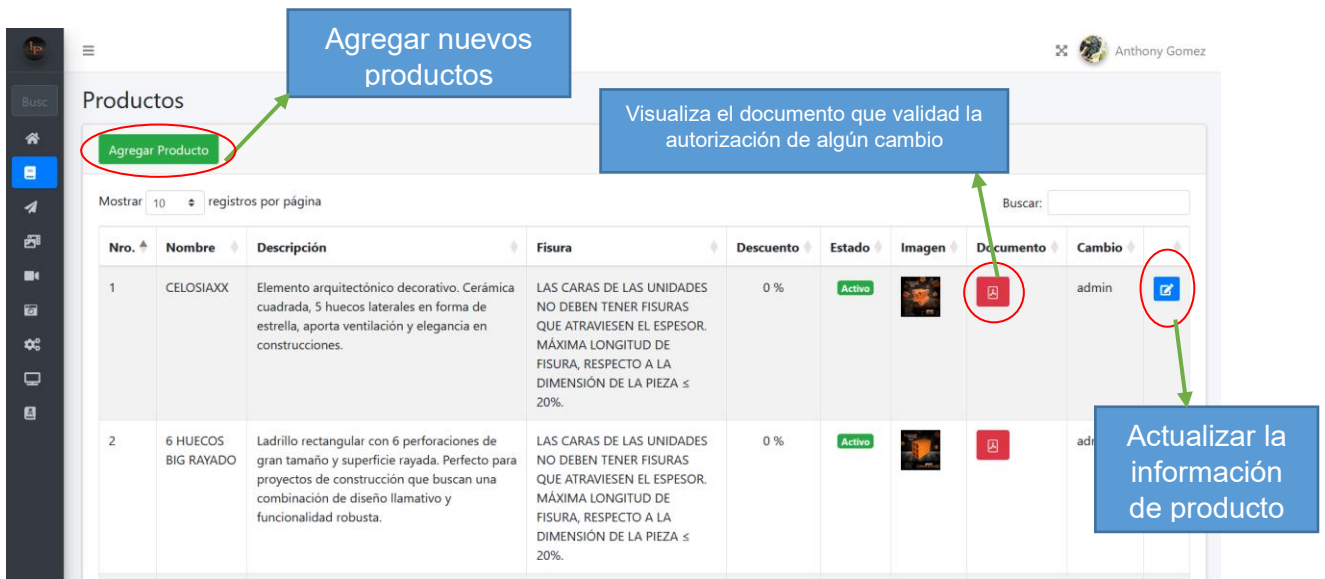 Agregar nuevos
productos
lp
Anthony Gomez
Busc
Productos
Visualiza el documento que validad la
autorización de algún cambio
Agregar Producto
Mostrar 10 registros por página
Buscar:
Nro. Nombre Descripción Fisura Descuento Estado Imagen Documento Cambio
1 CELOSIAXX Elemento arquitectónico decorativo. Cerámica LAS CARAS DE LAS UNIDADES 0 % Activo admin
cuadrada, 5 huecos laterales en forma de NO DEBEN TENER FISURAS
estrella, aporta ventilación y elegancia en QUE ATRAVIESEN EL ESPESOR.
construcciones. MÁXIMA LONGITUD DE
FISURA, RESPECTO A LA
DIMENSIÓN DE LA PIEZA ≤
20%.
2 6 HUECOS Ladrillo rectangular con 6 perforaciones de LAS CARAS DE LAS UNIDADES 0 % Activo
BIG RAYADO gran tamaño y superficie rayada. Perfecto para NO DEBEN TENER FISURAS
proyectos de construcción que buscan una QUE ATRAVIESEN EL ESPESOR.
combinación de diseño llamativo y MÁXIMA LONGITUD DE
funcionalidad robusta. FISURA, RESPECTO A LA
DIMENSIÓN DE LA PIEZA ≤
20%.
Actualizar la
información
de producto